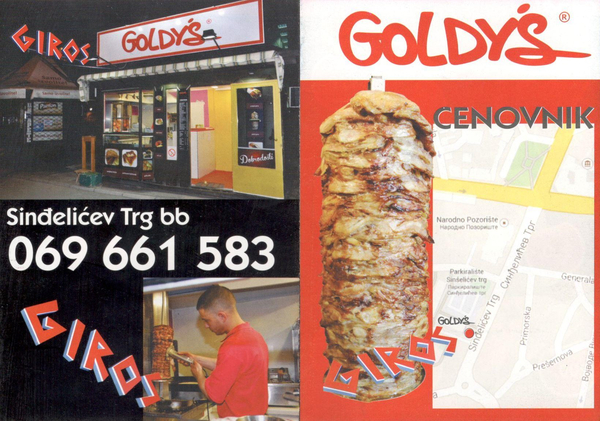 GIROS
GOLDY'S
Dobrodošli
Sinđelićev Trg bb
069 661 583
GIROS
GOLDY'S®
CENOVNIK
Narodno Pozorište
Народно Позориште
Parkiralište
Sinđelićev trg
Паркиралиште
Синђелићев трг
Синђелићев Трг
Sinđelićev Trg
Generala
GOLDY'S
Primorska
Prešernova
GIROS